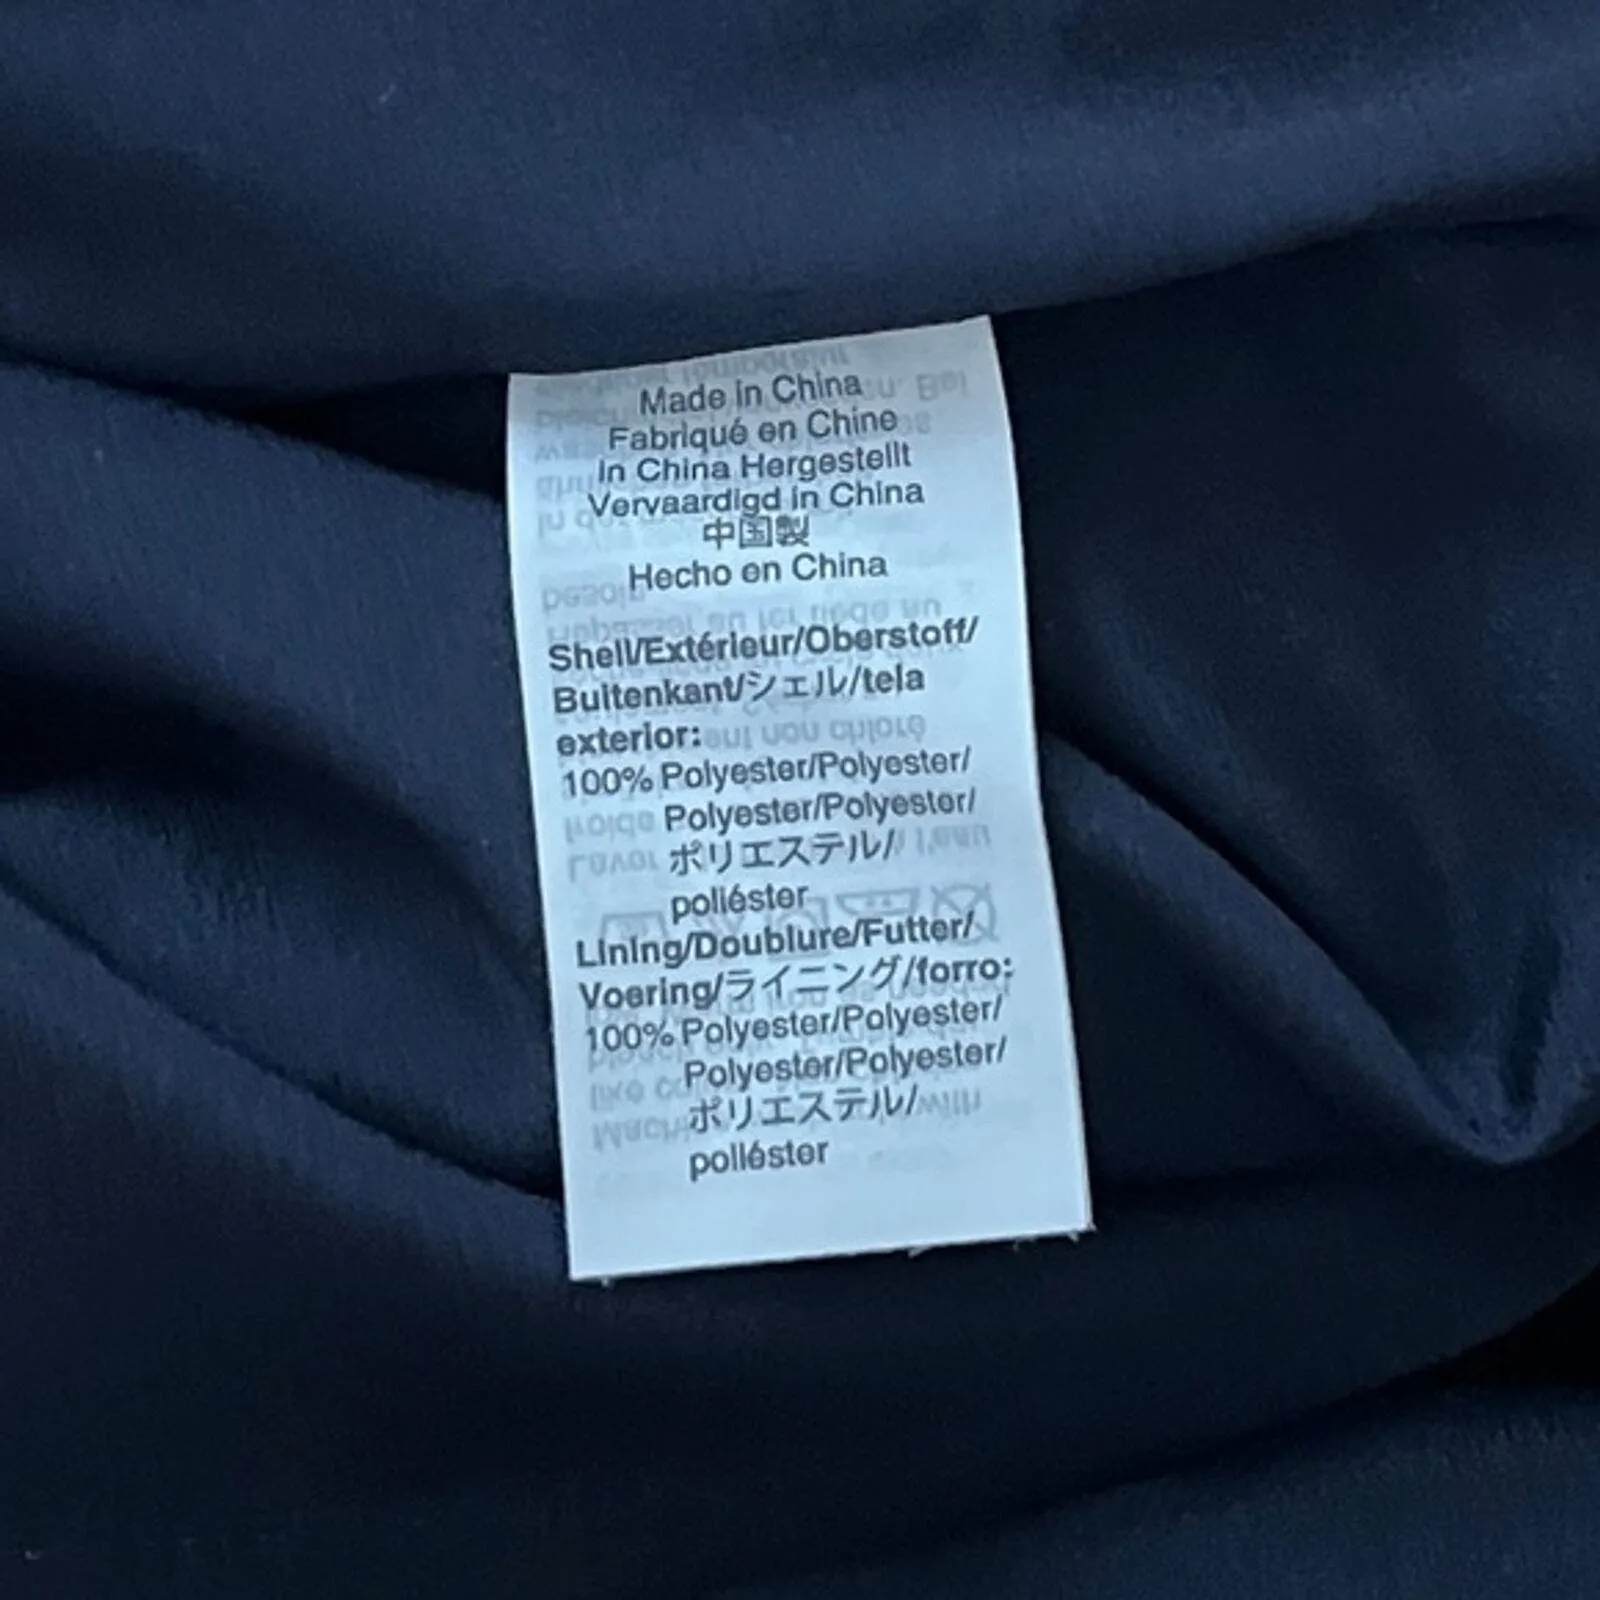 Made in China
Fabriqué en Chine
In China Hergestellt
Vervaardigd in China
中国製
Hecho en China
Shell/Extérieur/Oberstoff/
Buitenkant/シェル/tela
exterior:
100% Polyester/Polyester/
Polyester/Polyester/
ポリエステル/
poliéster
Lining/Doublure/Futter/
Voering/ライニング/forro:
100% Polyester/Polyester/
Polyester/Polyester/
ポリエステル/
poliéster